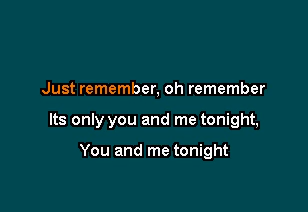 Just remember, oh remember
Its only you and me tonight,
You and me tonight